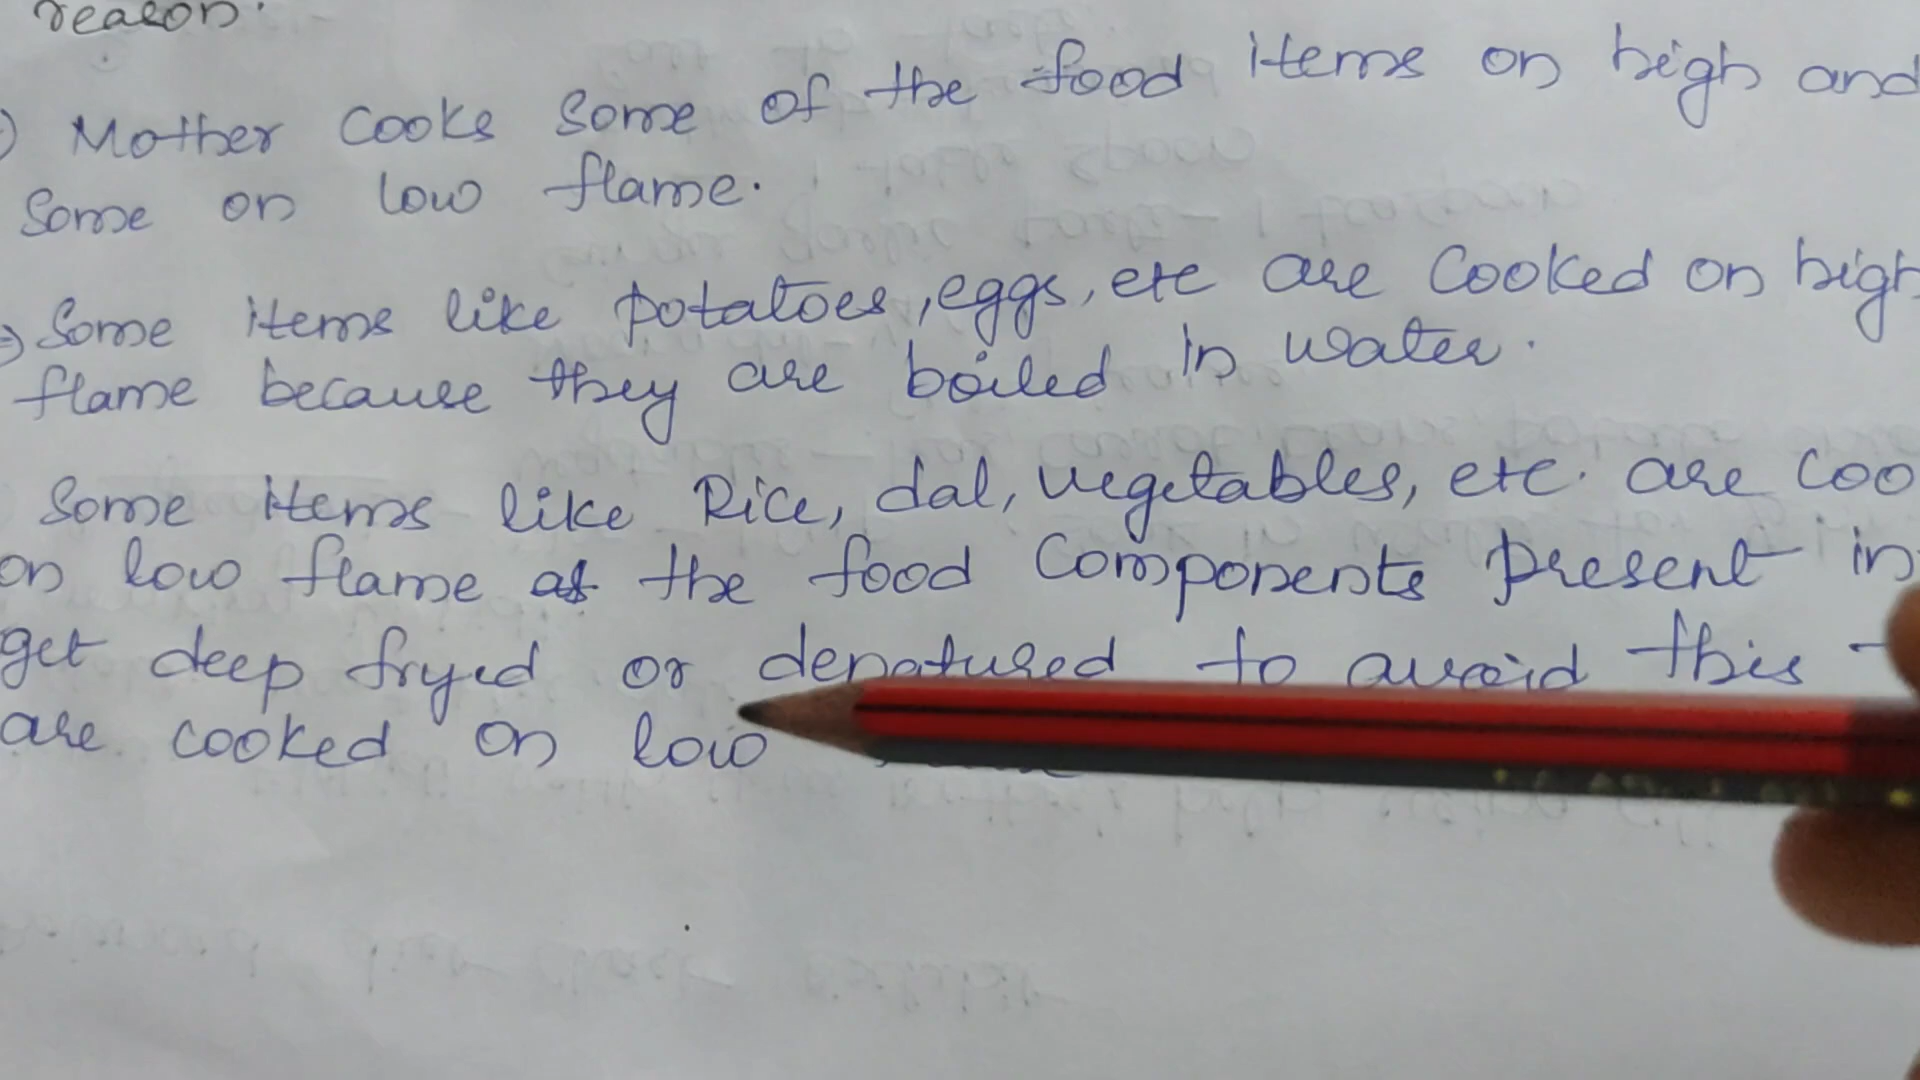 reason.
Mother cooks some of the food items on high and
some on low flame.
Some items like potatoes, eggs, etc are cooked on high
flame because they are boiled in water.
Some items like Rice, dal, vegetables, etc. are coo
on low flame as the food components present in
get deep fryed or denatured to avoid this
are cooked on low